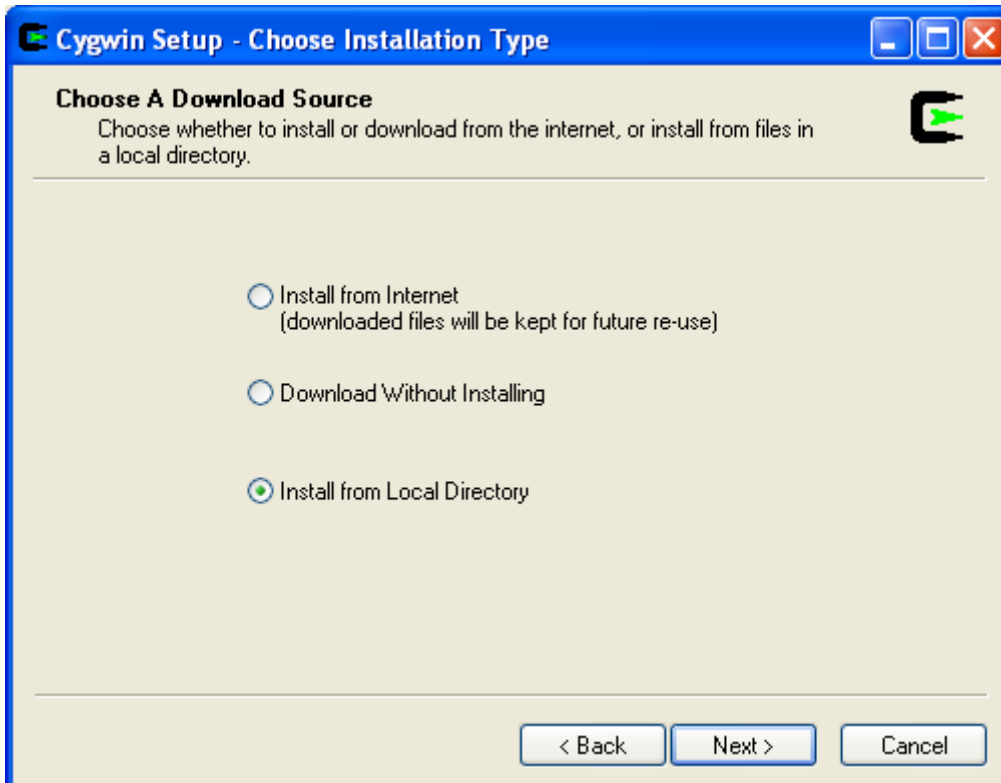 Cygwin Setup - Choose Installation Type
Choose A Download Source
Choose whether to install or download from the internet, or install from files in
a local directory.
Install from Internet
(downloaded files will be kept for future re-use)
Download Without Installing
Install from Local Directory
< Back
Next >
Cancel